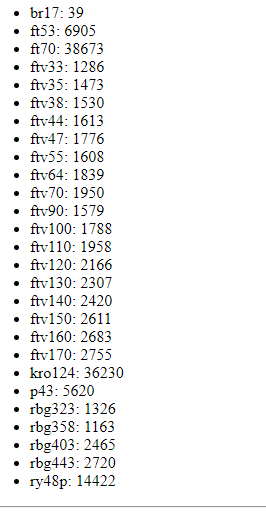 br17: 39
ft53: 6905
ft70: 38673
ftv33: 1286
ftv35: 1473
ftv38: 1530
ftv44: 1613
ftv47: 1776
ftv55: 1608
ftv64: 1839
ftv70: 1950
ftv90: 1579
ftv100: 1788
ftv110: 1958
ftv120: 2166
ftv130: 2307
ftv140: 2420
ftv150: 2611
ftv160: 2683
ftv170: 2755
kro124: 36230
p43: 5620
rbg323: 1326
rbg358: 1163
rbg403: 2465
rbg443: 2720
ry48p: 14422